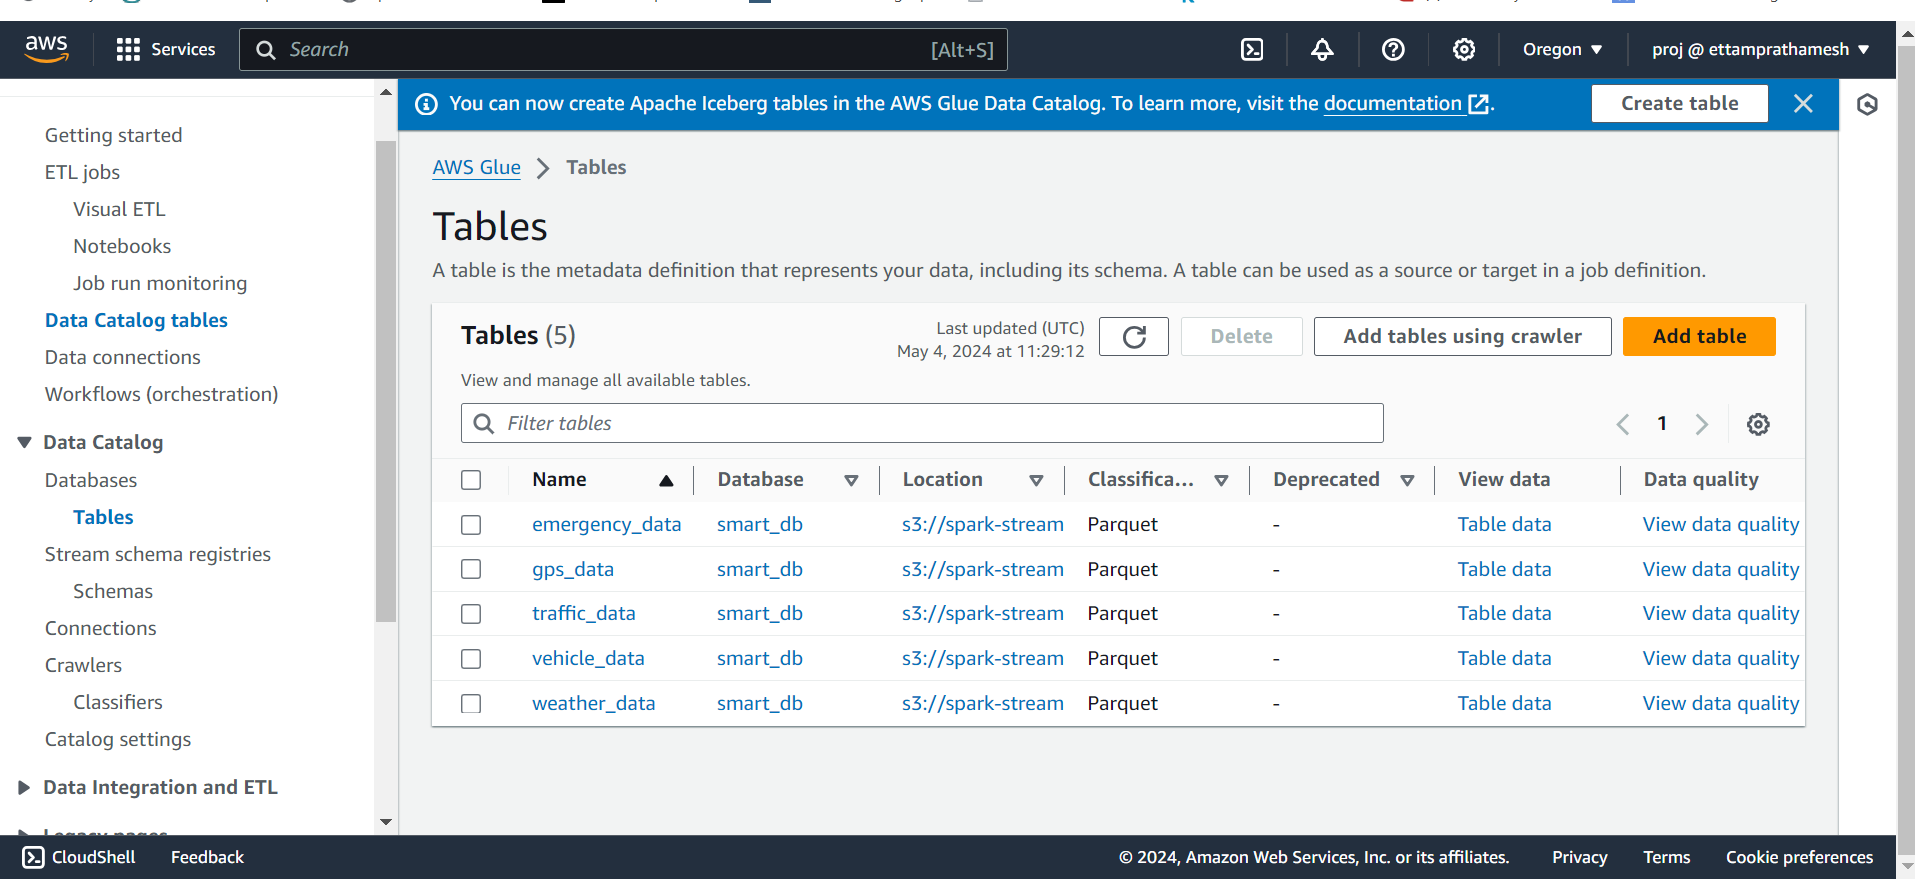 aws
Services
Search
[Alt+S]
Oregon
proj @ ettamprathamesh
Getting started
ETL jobs
Visual ETL
Notebooks
Job run monitoring
Data Catalog tables
Data connections
Workflows (orchestration)
Data Catalog
Databases
Tables
Stream schema registries
Schemas
Connections
Crawlers
Classifiers
Catalog settings
Data Integration and ETL
Legacy pages
You can now create Apache Iceberg tables in the AWS Glue Data Catalog. To learn more, visit the documentation.
Create table
AWS Glue
Tables
Tables
A table is the metadata definition that represents your data, including its schema. A table can be used as a source or target in a job definition.
Tables (5)
Last updated (UTC)
May 4, 2024 at 11:29:12
Delete
Add tables using crawler
Add table
View and manage all available tables.
Filter tables
1
Name Database Location Classifica... Deprecated View data Data quality
emergency_data smart_db s3://spark-stream Parquet - Table data View data quality
gps_data smart_db s3://spark-stream Parquet - Table data View data quality
traffic_data smart_db s3://spark-stream Parquet - Table data View data quality
vehicle_data smart_db s3://spark-stream Parquet - Table data View data quality
weather_data smart_db s3://spark-stream Parquet - Table data View data quality
CloudShell
Feedback
© 2024, Amazon Web Services, Inc. or its affiliates.
Privacy
Terms
Cookie preferences